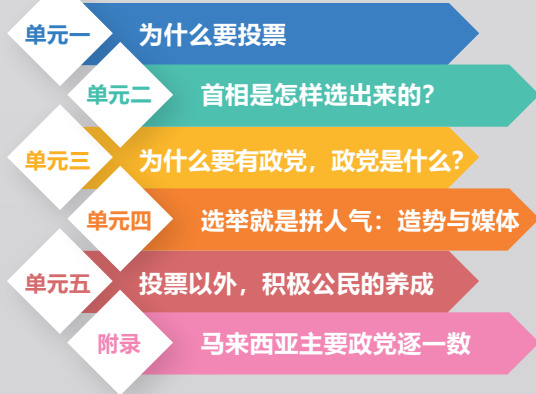 单元一 为什么要投票
单元二 首相是怎样选出来的？
单元三 为什么要有政党，政党是什么？
单元四 选举就是拼人气：造势与媒体
单元五 投票以外，积极公民的养成
附录 马来西亚主要政党逐一数